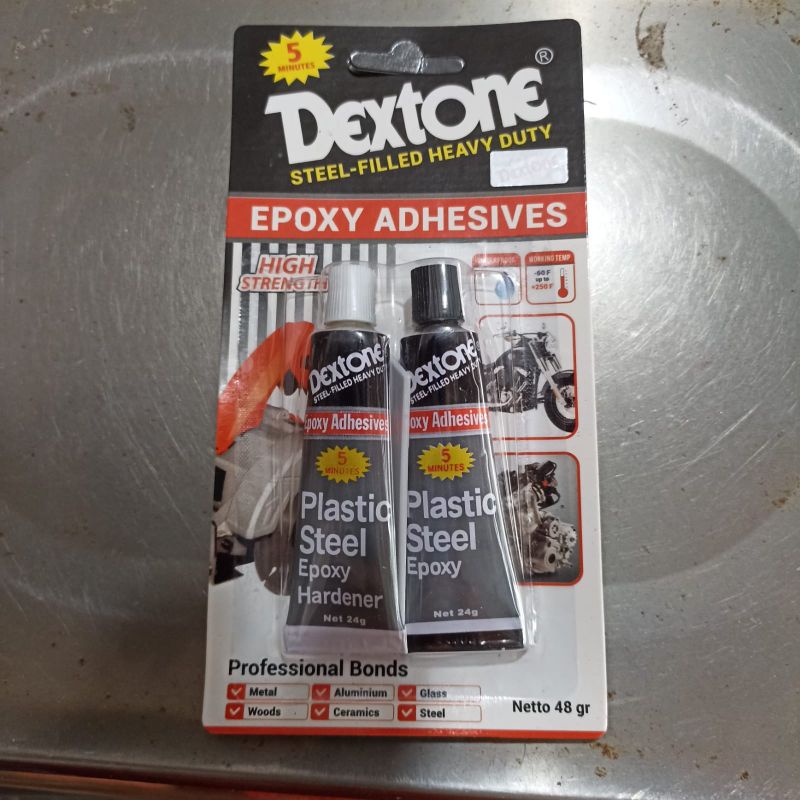 5
MINUTES
DEXTONE ®
STEEL-FILLED HEAVY DUTY
EPOXY ADHESIVES
HIGH
STRENGTH
WORKING TEMP
-60 F
up to
+250 F
DEXTONE
STEEL-FILLED HEAVY DUTY
Epoxy Adhesives
5
MINUTES
Plastic
Steel
Epoxy
Hardener
Net 24g
DEXTONE
STEEL-FILLED HEAVY DUTY
oxy Adhesives
5
MINUTES
Plastic
Steel
Epoxy
Net 24g
Professional Bonds
Metal
Aluminium
Glass
Woods
Ceramics
Steel
Netto 48 gr